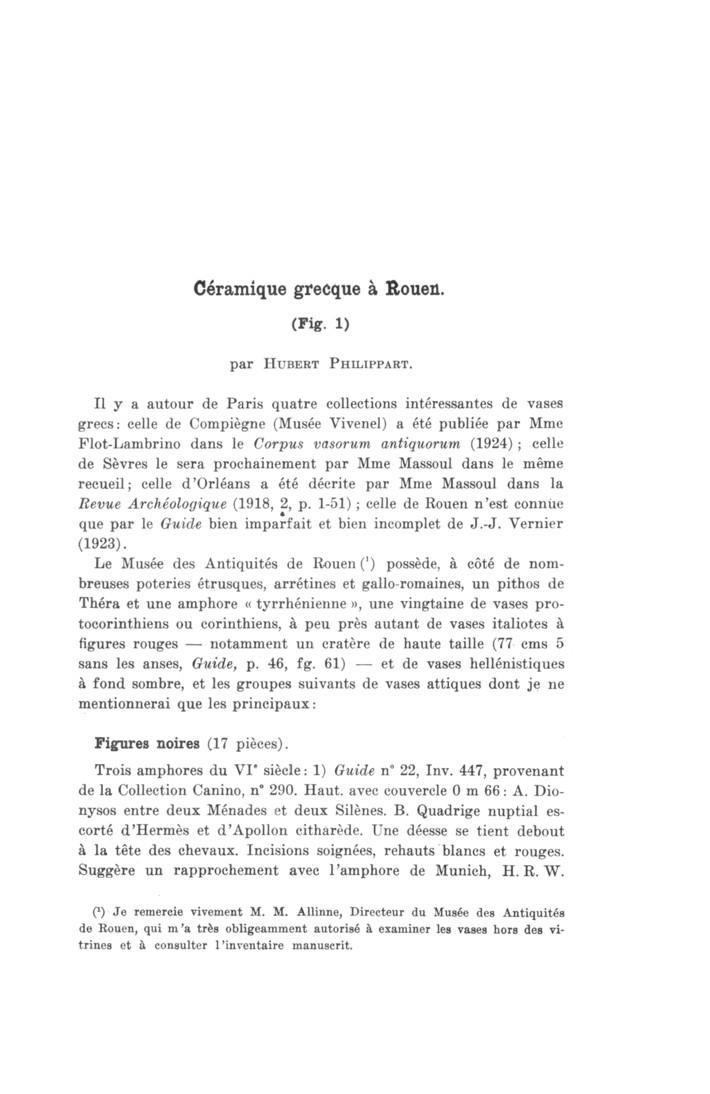 Céramique grecque à Rouen.
(Fig. 1)
par Hubert Philippart.
Il y a autour de Paris quatre collections intéressantes de vases
grecs: celle de Compiègne (Musée Vivenel) a été publiée par Mme
Flot-Lambrino dans le Corpus vasorum antiquorum (1924) ; celle
de Sèvres le sera prochainement par Mme Massoul dans le même
recueil; celle d'Orléans a été décrite par Mme Massoul dans la
Revue Archéologique (1918, 2, p. 1-51) ; celle de Rouen n'est connue
que par le Guide bien imparfait et bien incomplet de J.-J. Vernier
(1923).
Le Musée des Antiquités de Rouen (¹) possède, à côté de nom-
breuses poteries étrusques, arrétines et gallo-romaines, un pithos de
Théra et une amphore « tyrrhénienne », une vingtaine de vases pro-
tocorinthiens ou corinthiens, à peu près autant de vases italiotes à
figures rouges — notamment un cratère de haute taille (77 cms 5
sans les anses, Guide, p. 46, fg. 61) — et de vases hellénistiques
à fond sombre, et les groupes suivants de vases attiques dont je ne
mentionnerai que les principaux:
Figures noires (17 pièces).
Trois amphores du VIᵉ siècle: 1) Guide n° 22, Inv. 447, provenant
de la Collection Canino, n° 290. Haut. avec couvercle 0 m 66: A. Dio-
nysos entre deux Ménades et deux Silènes. B. Quadrige nuptial es-
corté d'Hermès et d'Apollon citharède. Une déesse se tient debout
à la tête des chevaux. Incisions soignées, rehauts blancs et rouges.
Suggère un rapprochement avec l'amphore de Munich, H. R. W.
(¹) Je remercie vivement M. M. Allinne, Directeur du Musée des Antiquités
de Rouen, qui m'a très obligeamment autorisé à examiner les vases hors des vi-
trines et à consulter l'inventaire manuscrit.